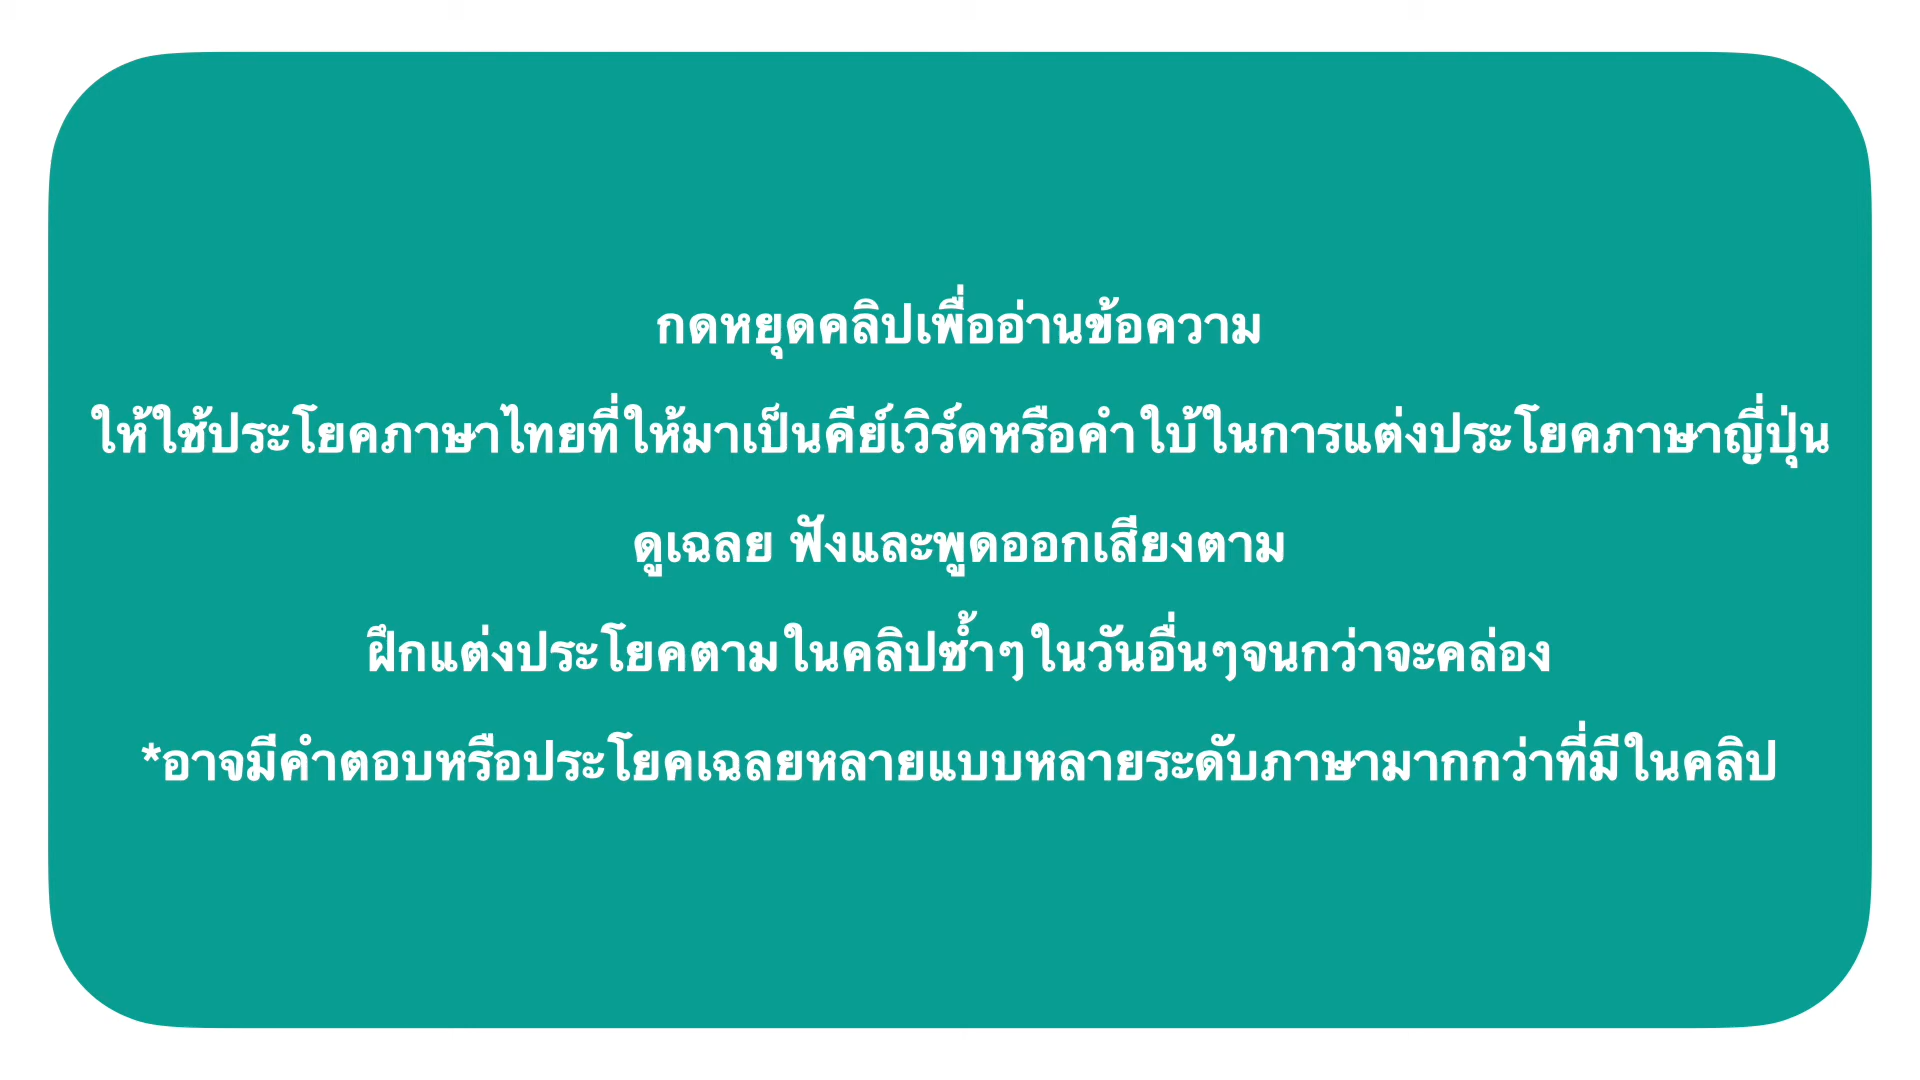 กดหยุดคลิปเพื่ออ่านข้อความ
ให้ใช้ประโยคภาษาไทยที่ให้มาเป็นคีย์เวิร์ดหรือคำใบ้ในการแต่งประโยคภาษาญี่ปุ่น
ดูเฉลย ฟังและพูดออกเสียงตาม
ฝึกแต่งประโยคตามในคลิปซ้ำๆในวันอื่นๆจนกว่าจะคล่อง
*อาจมีคำตอบหรือประโยคเฉลยหลายแบบหลายระดับภาษามากกว่าที่มีในคลิป